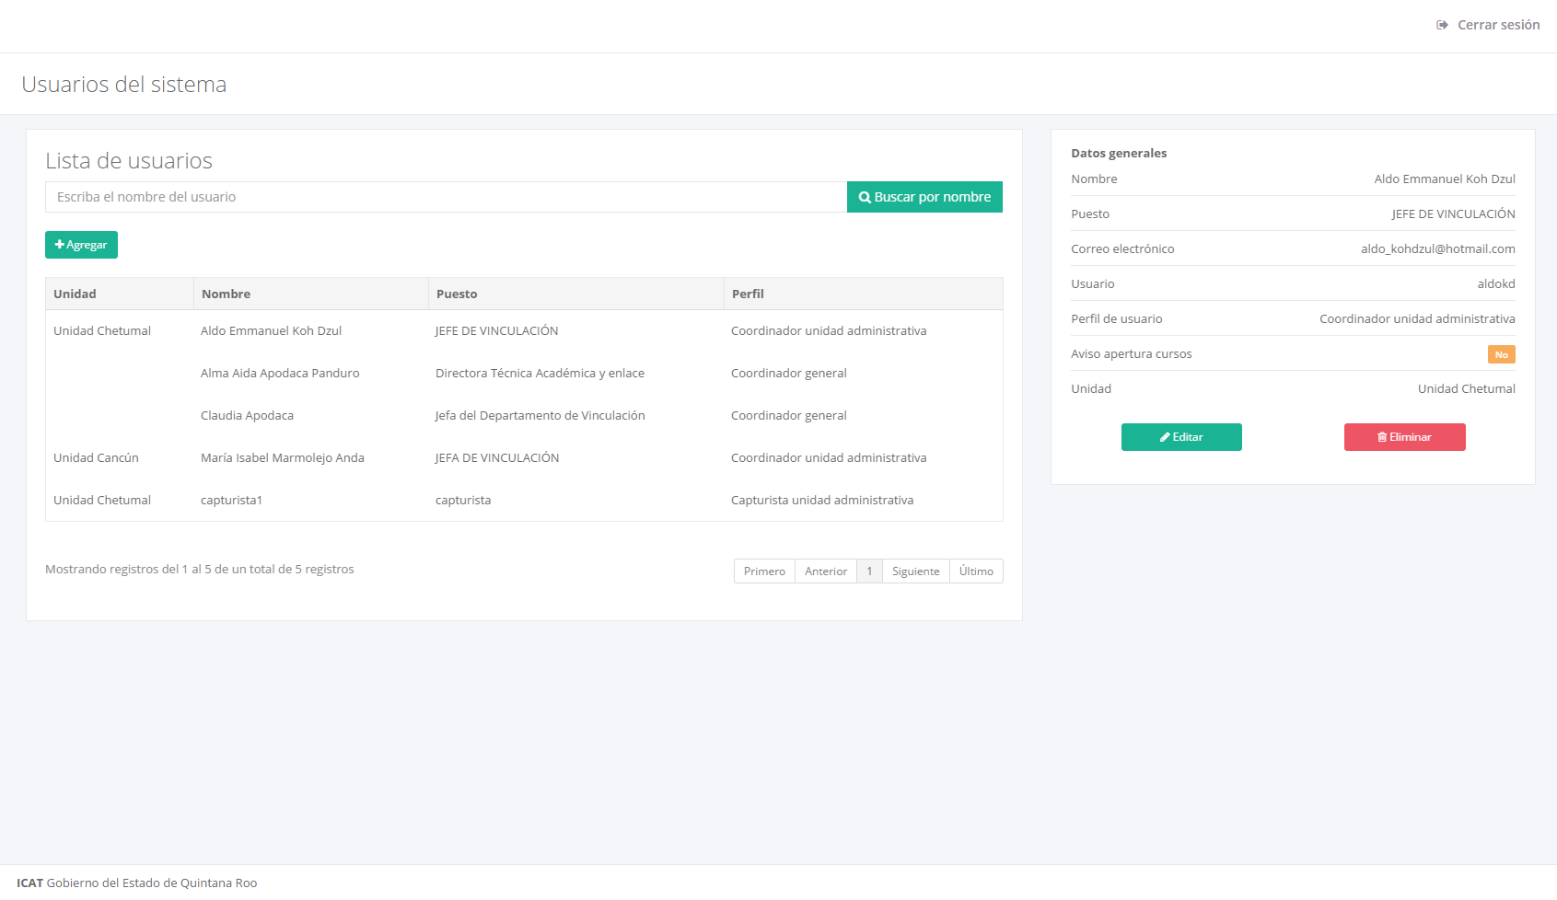 Cerrar sesión
Usuarios del sistema
Lista de usuarios
Escriba el nombre del usuario
Buscar por nombre
Agregar
Unidad Nombre Puesto Perfil
Unidad Chetumal Aldo Emmanuel Koh Dzul JEFE DE VINCULACIÓN Coordinador unidad administrativa
Alma Aida Apodaca Panduro Directora Técnica Académica y enlace Coordinador general
Claudia Apodaca Jefa del Departamento de Vinculación Coordinador general
Unidad Cancún María Isabel Marmolejo Anda JEFA DE VINCULACIÓN Coordinador unidad administrativa
Unidad Chetumal capturista1 capturista Capturista unidad administrativa
Mostrando registros del 1 al 5 de un total de 5 registros
Primero Anterior 1 Siguiente Último
Datos generales
Nombre Aldo Emmanuel Koh Dzul
Puesto JEFE DE VINCULACIÓN
Correo electrónico aldo_kohdzul@hotmail.com
Usuario aldokd
Perfil de usuario Coordinador unidad administrativa
Aviso apertura cursos No
Unidad Unidad Chetumal
Editar Eliminar
ICAT Gobierno del Estado de Quintana Roo